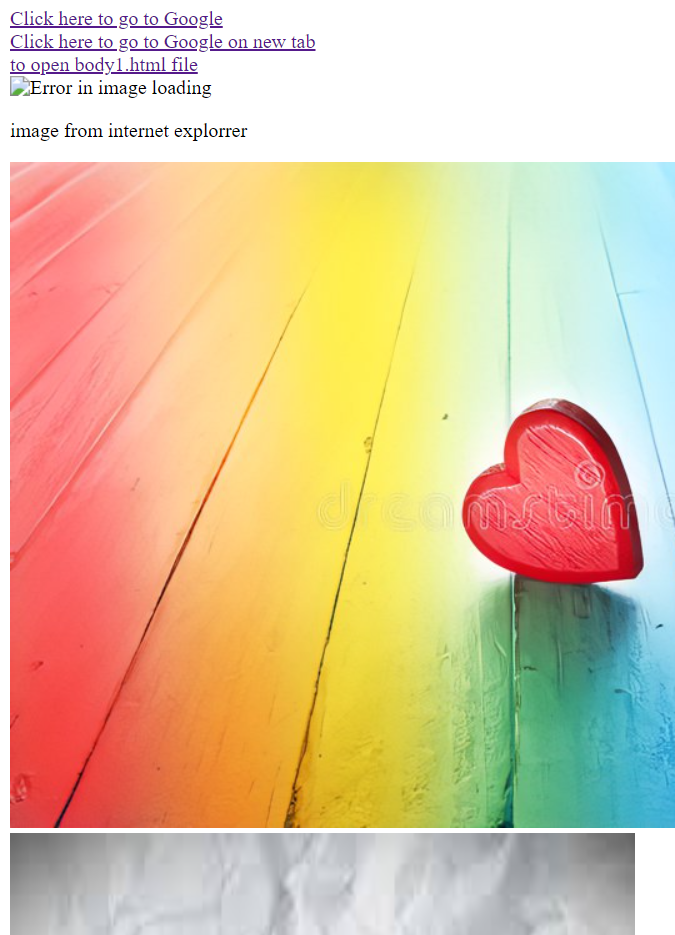 Click here to go to Google
Click here to go to Google on new tab
to open body1.html file
Error in image loading
image from internet explorrer
dreamstime